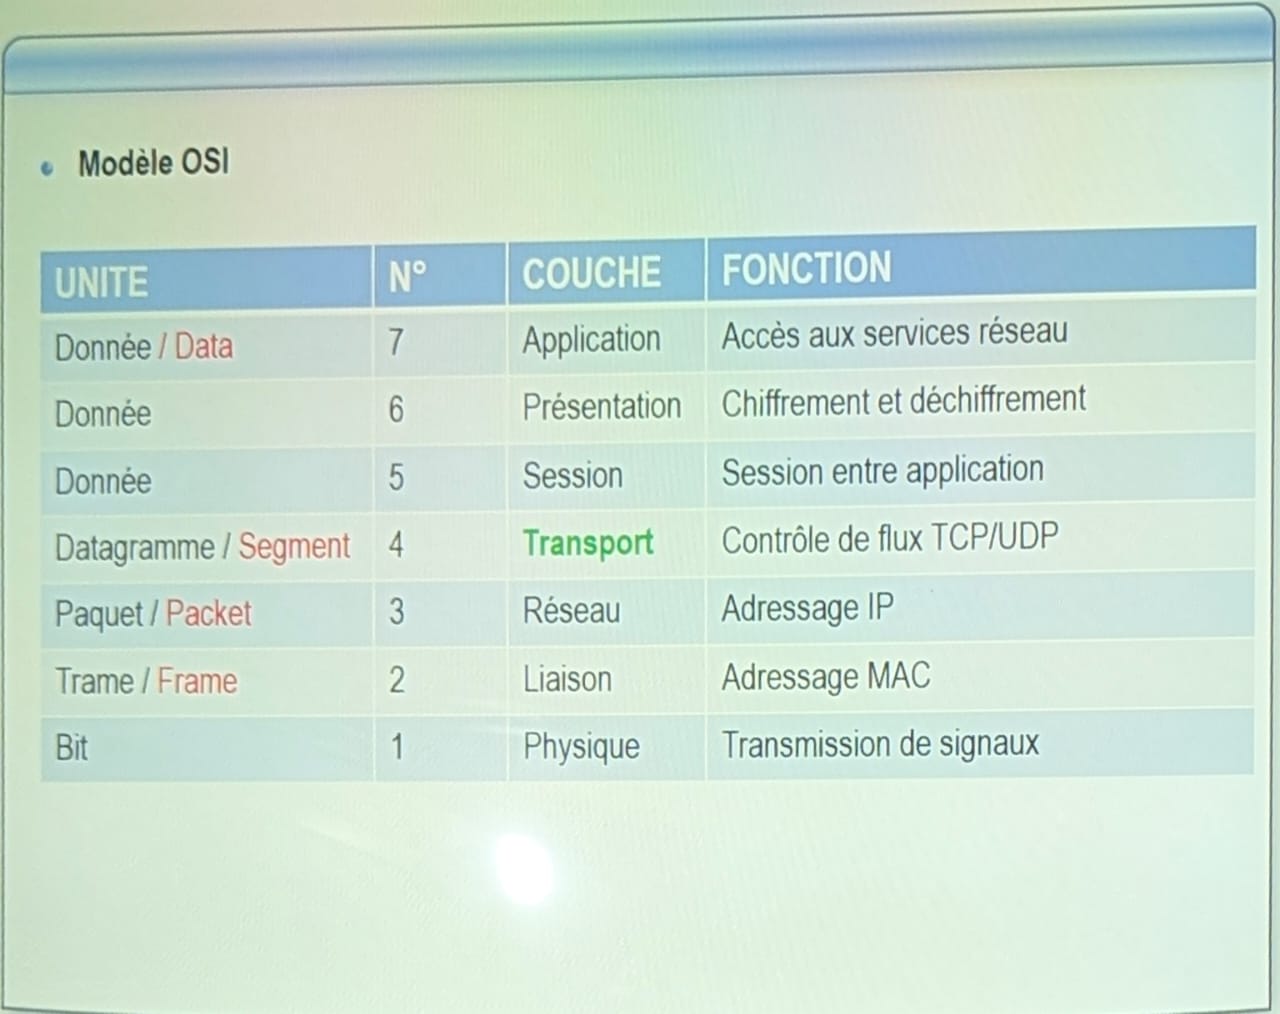 Modèle OSI
UNITE N° COUCHE FONCTION
Donnée / Data 7 Application Accès aux services réseau
Donnée 6 Présentation Chiffrement et déchiffrement
Donnée 5 Session Session entre application
Datagramme / Segment 4 Transport Contrôle de flux TCP/UDP
Paquet / Packet 3 Réseau Adressage IP
Trame / Frame 2 Liaison Adressage MAC
Bit 1 Physique Transmission de signaux